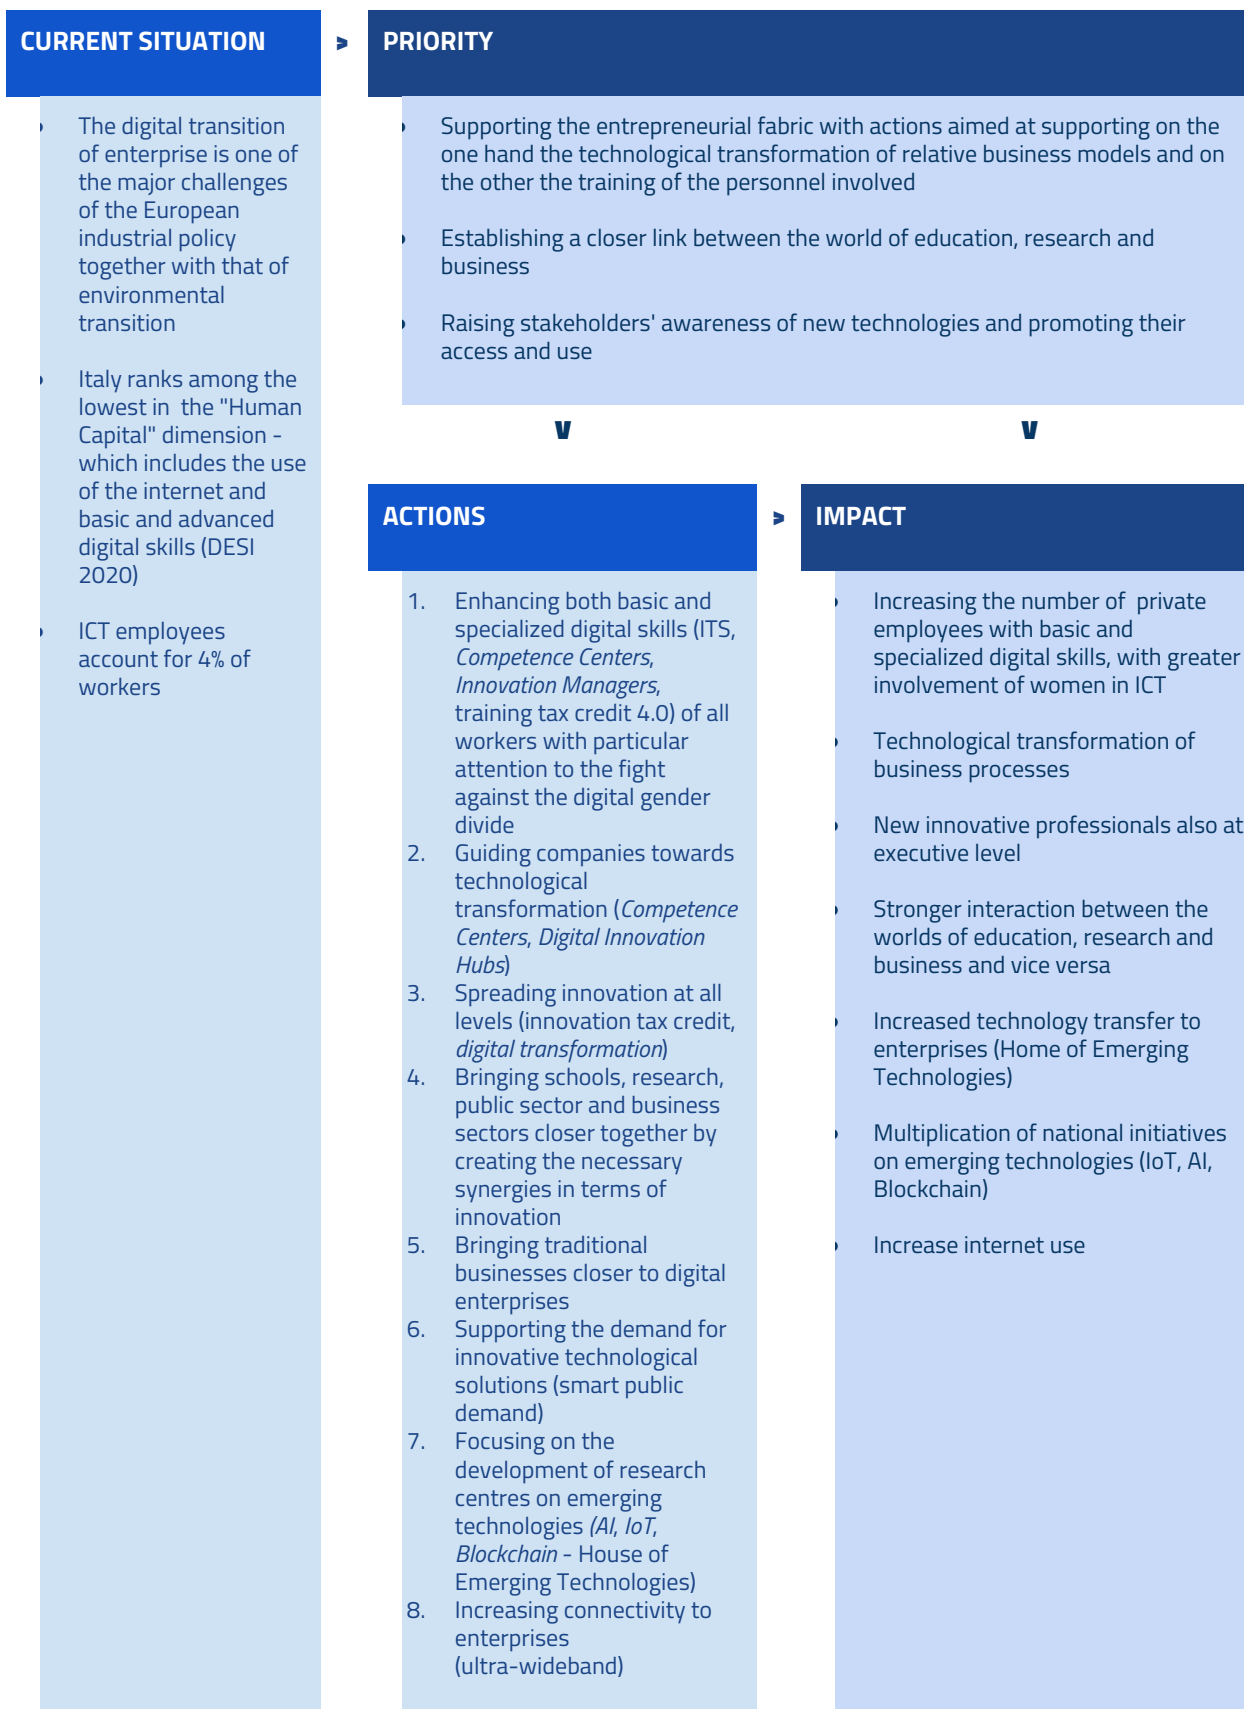 CURRENT SITUATION
>
PRIORITY
• The digital transition
of enterprise is one of
the major challenges
of the European
industrial policy
together with that of
environmental
transition
• Italy ranks among the
lowest in the "Human
Capital" dimension -
which includes the use
of the internet and
basic and advanced
digital skills (DESI
2020)
• ICT employees
account for 4% of
workers
• Supporting the entrepreneurial fabric with actions aimed at supporting on the
one hand the technological transformation of relative business models and on
the other the training of the personnel involved
• Establishing a closer link between the world of education, research and
business
• Raising stakeholders' awareness of new technologies and promoting their
access and use
ACTIONS
>
IMPACT
1. Enhancing both basic and
specialized digital skills (ITS,
Competence Centers,
Innovation Managers,
training tax credit 4.0) of all
workers with particular
attention to the fight
against the digital gender
divide
2. Guiding companies towards
technological
transformation (Competence
Centers, Digital Innovation
Hubs)
3. Spreading innovation at all
levels (innovation tax credit,
digital transformation)
4. Bringing schools, research,
public sector and business
sectors closer together by
creating the necessary
synergies in terms of
innovation
5. Bringing traditional
businesses closer to digital
enterprises
6. Supporting the demand for
innovative technological
solutions (smart public
demand)
7. Focusing on the
development of research
centres on emerging
technologies (AI, IoT,
Blockchain - House of
Emerging Technologies)
8. Increasing connectivity to
enterprises
(ultra-wideband)
• Increasing the number of private
employees with basic and
specialized digital skills, with greater
involvement of women in ICT
• Technological transformation of
business processes
• New innovative professionals also at
executive level
• Stronger interaction between the
worlds of education, research and
business and vice versa
• Increased technology transfer to
enterprises (Home of Emerging
Technologies)
• Multiplication of national initiatives
on emerging technologies (IoT, AI,
Blockchain)
• Increase internet use